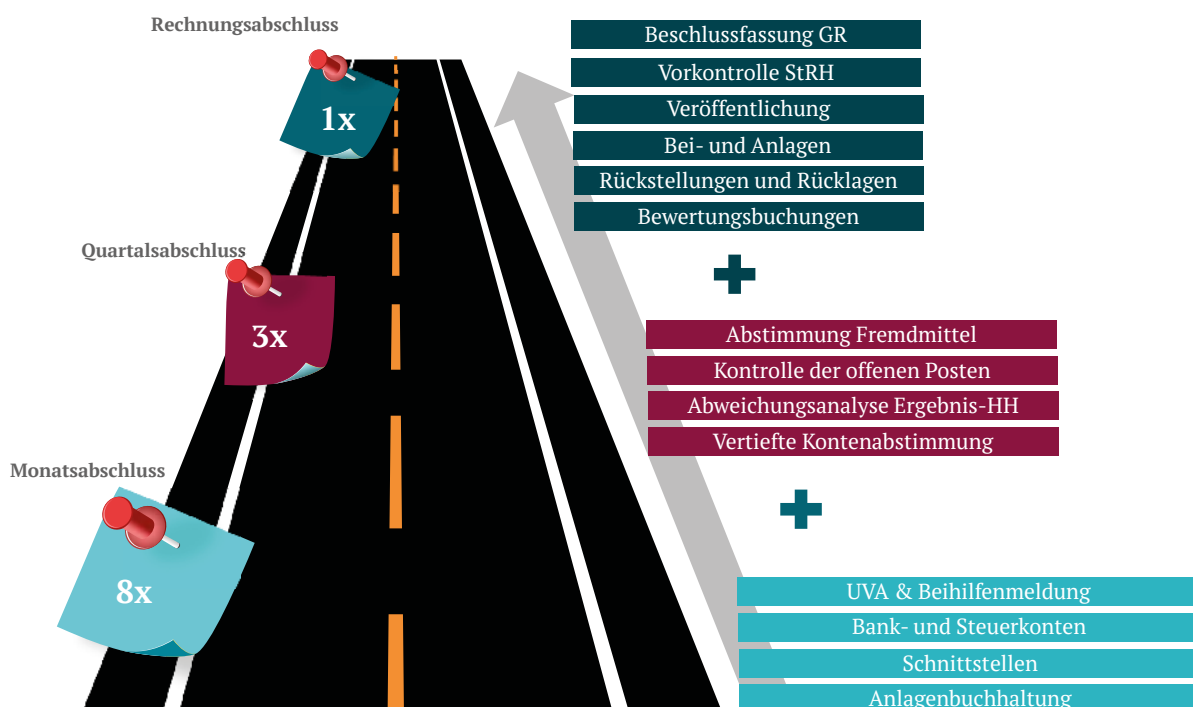 Rechnungsabschluss
1x
Beschlussfassung GR
Vorkontrolle StRH
Veröffentlichung
Bei- und Anlagen
Rückstellungen und Rücklagen
Bewertungsbuchungen
Quartalsabschluss
3x
Abstimmung Fremdmittel
Kontrolle der offenen Posten
Abweichungsanalyse Ergebnis-HH
Vertiefte Kontenabstimmung
Monatsabschluss
8x
UVA & Beihilfenmeldung
Bank- und Steuerkonten
Schnittstellen
Anlagenbuchhaltung